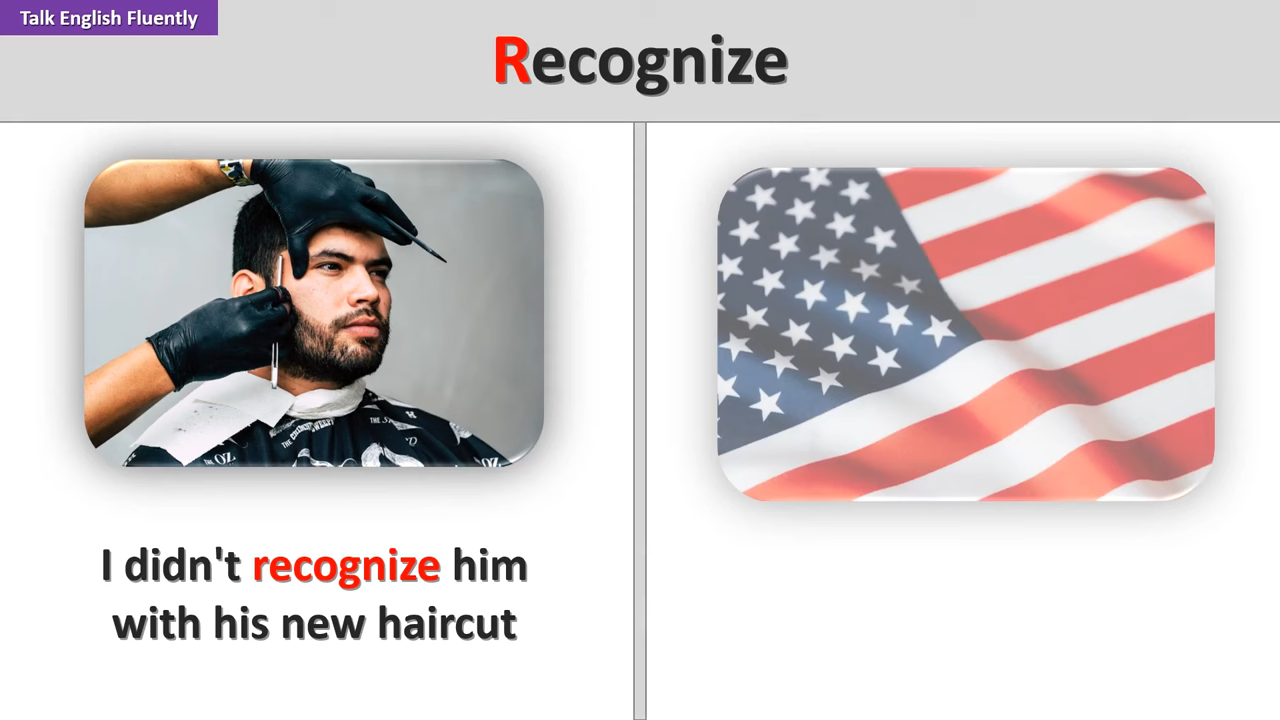 Talk English Fluently
Recognize
I didn't recognize him
with his new haircut